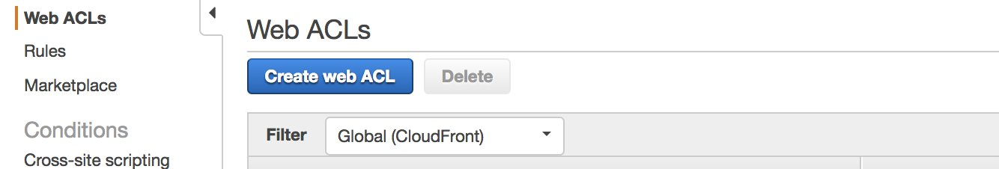 Web ACLs
Rules
Marketplace
Conditions
Cross-site scripting
Web ACLs
Create web ACL
Delete
Filter
Global (CloudFront)